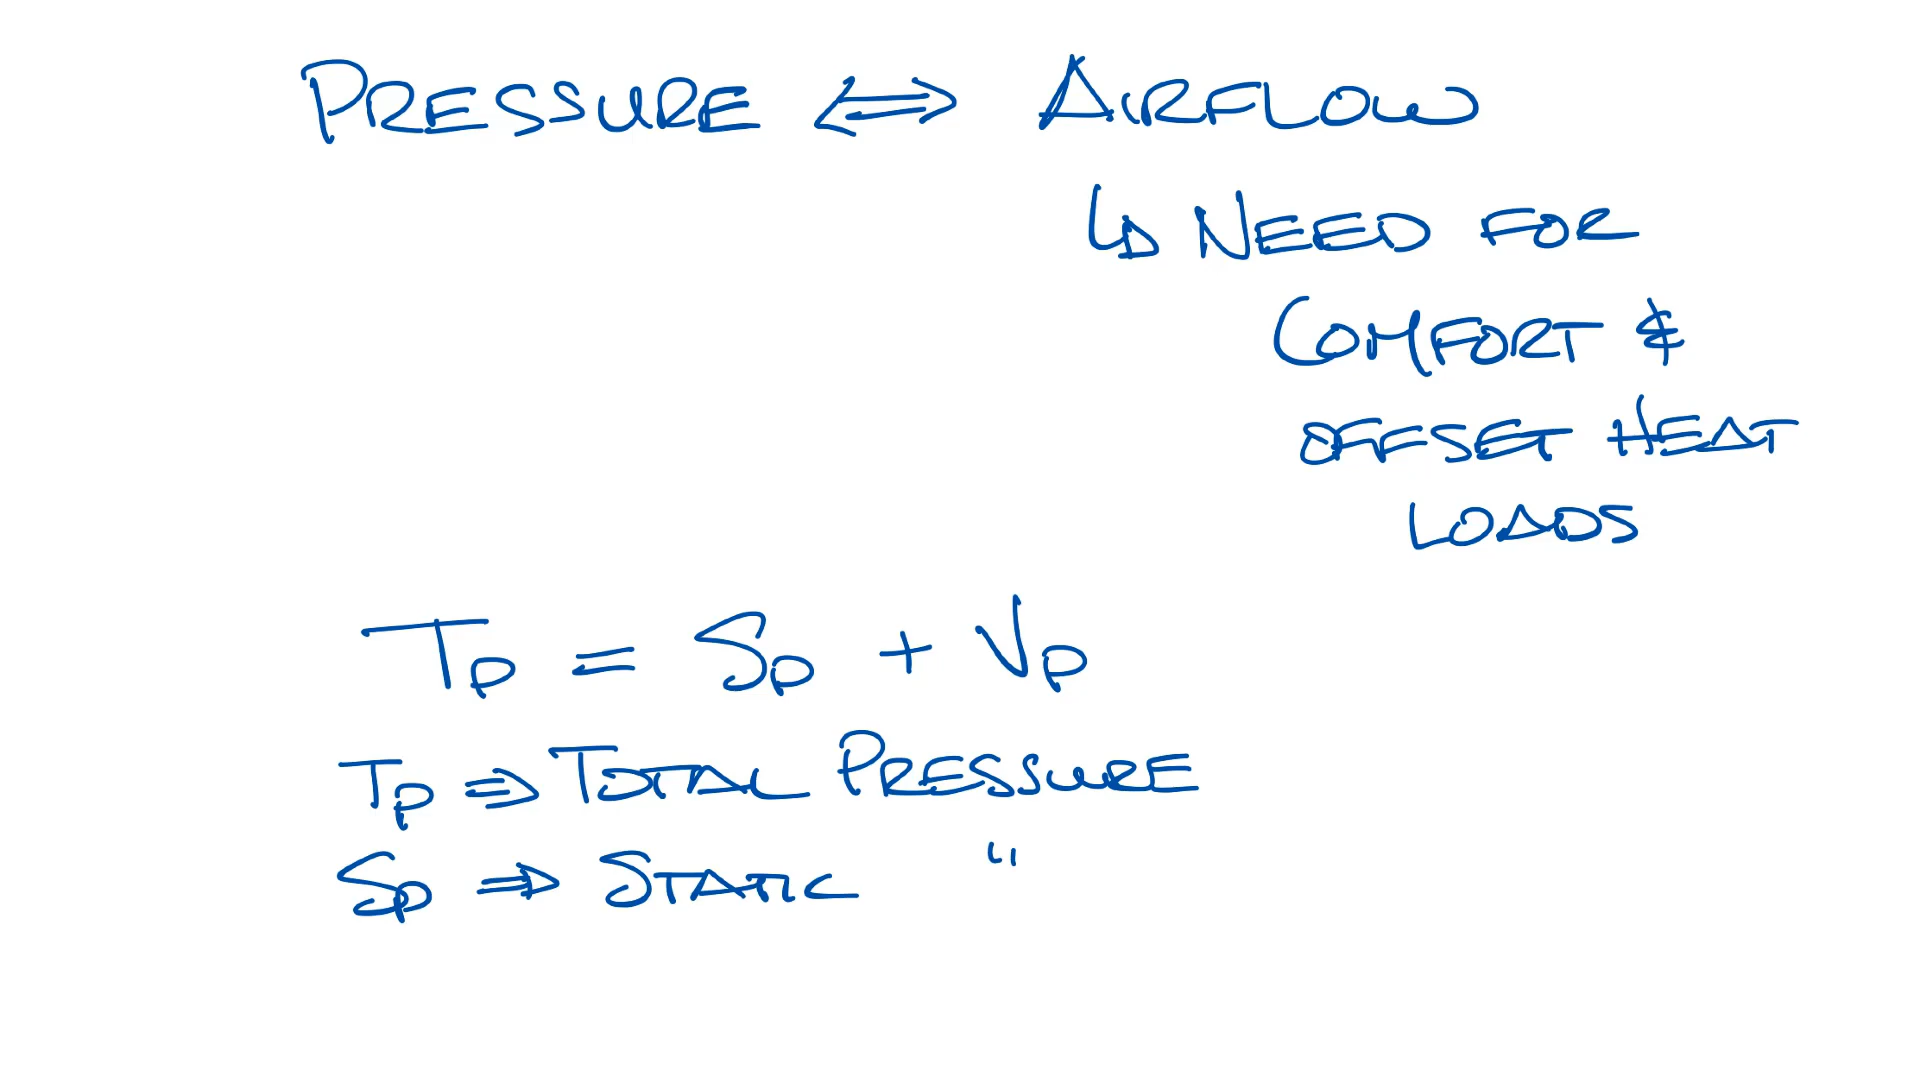 PRESSURE ⇔ AIRFLOW
↳ NEED FOR
COMFORT &
OFFSET HEAT
LOADS
Tp = Sp + Vp
Tp ⇒ TOTAL PRESSURE
Sp ⇒ STATIC "